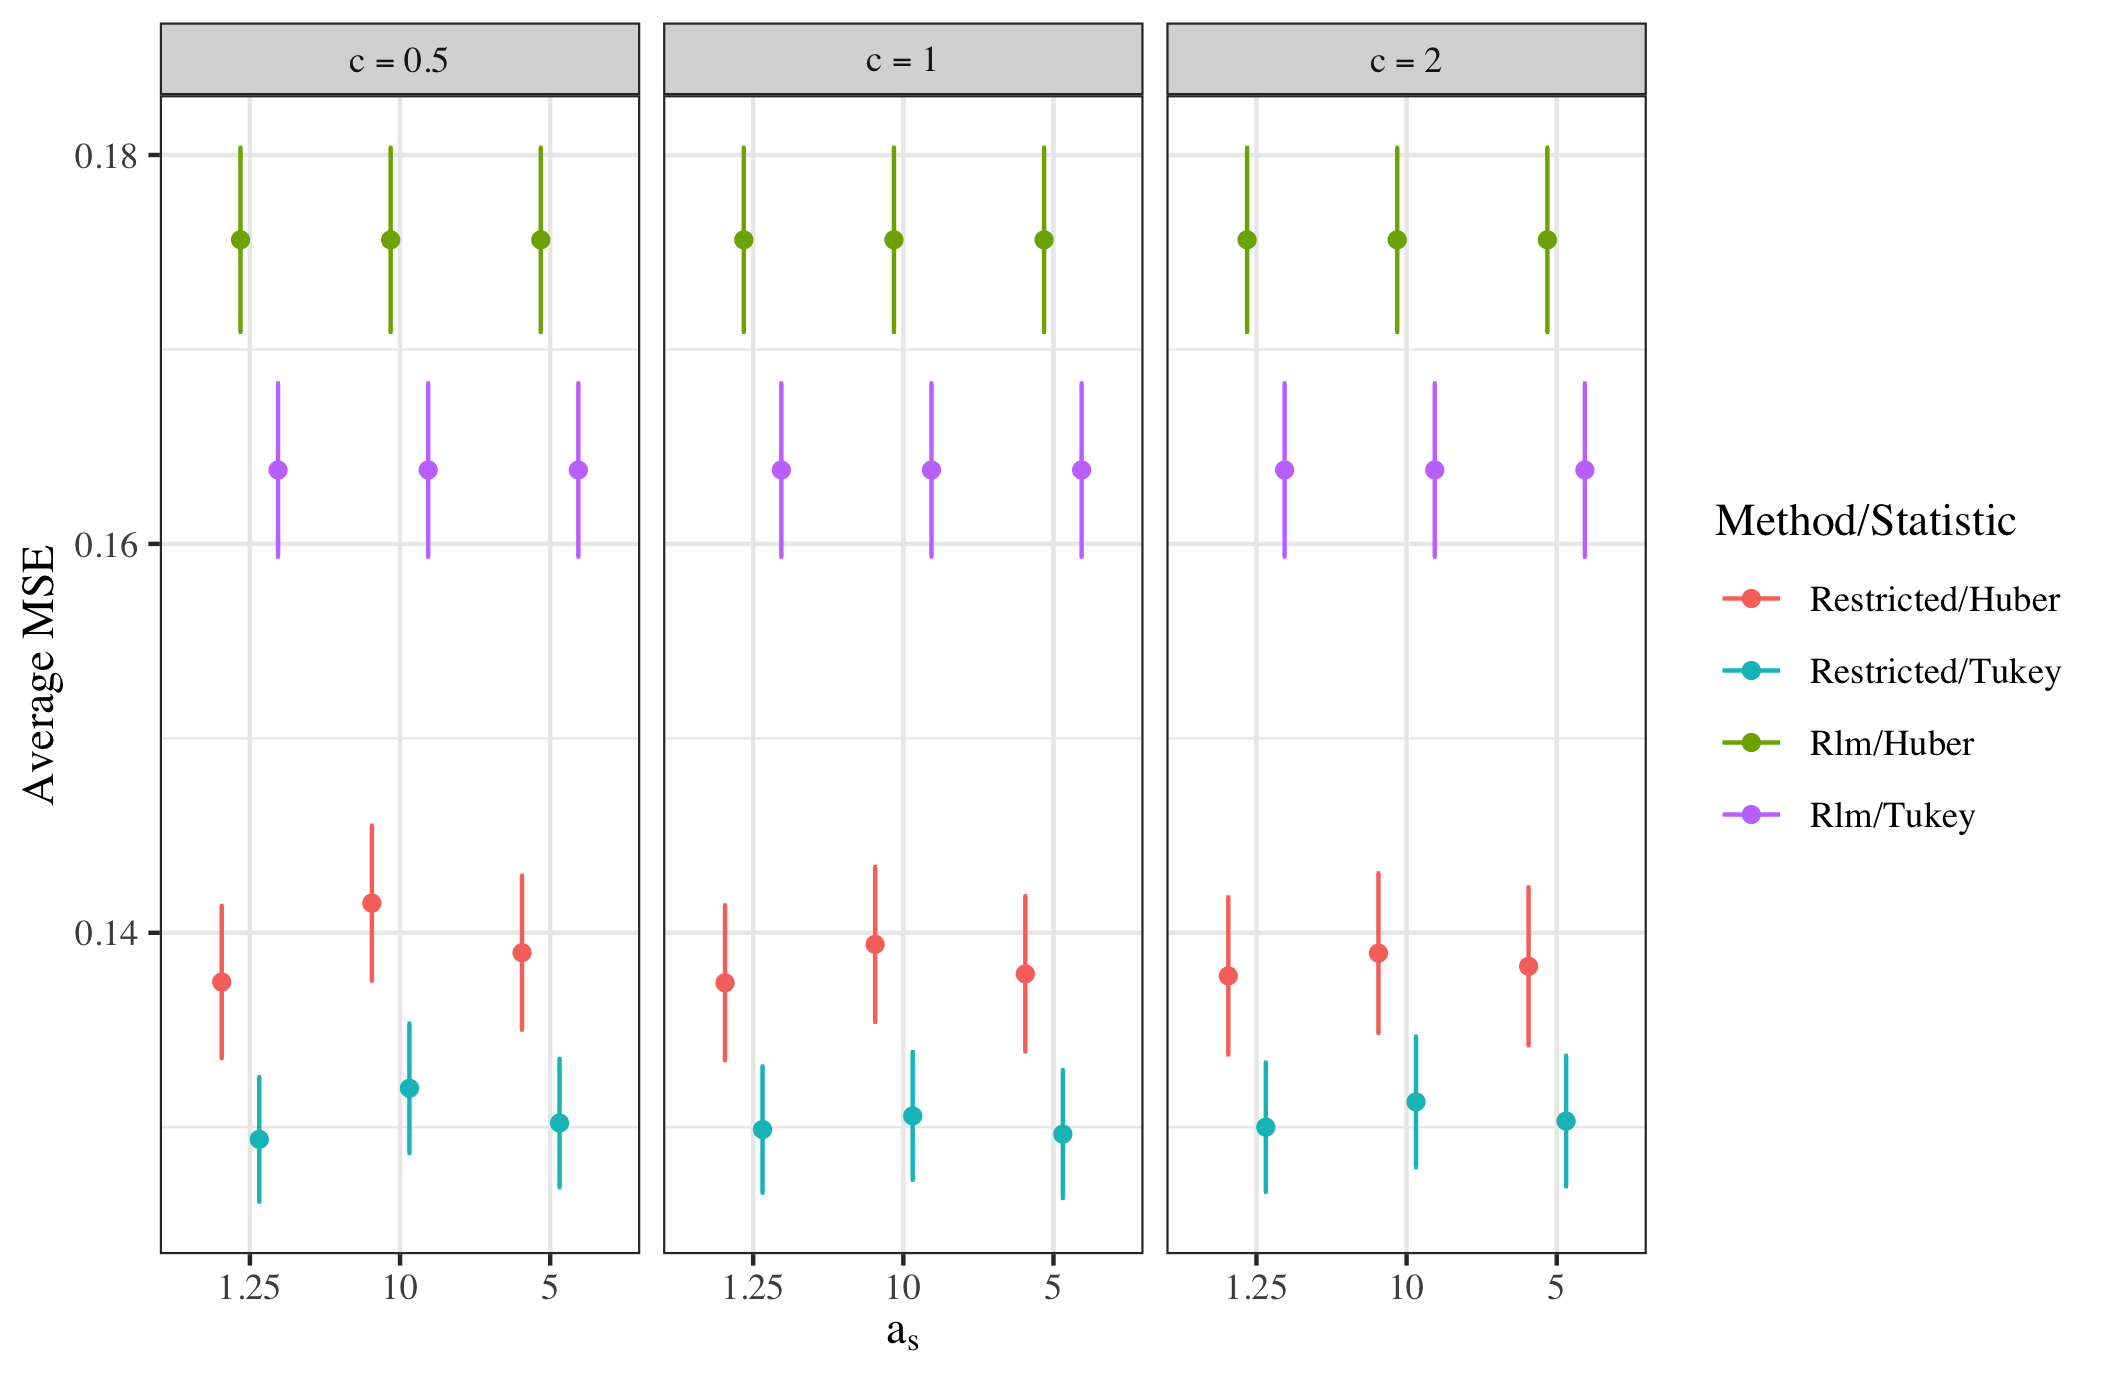 c = 0.5
c = 1
c = 2
0.18
0.16
0.14
Average MSE
1.25 10 5
1.25 10 5
1.25 10 5
as
Method/Statistic
Restricted/Huber
Restricted/Tukey
Rlm/Huber
Rlm/Tukey